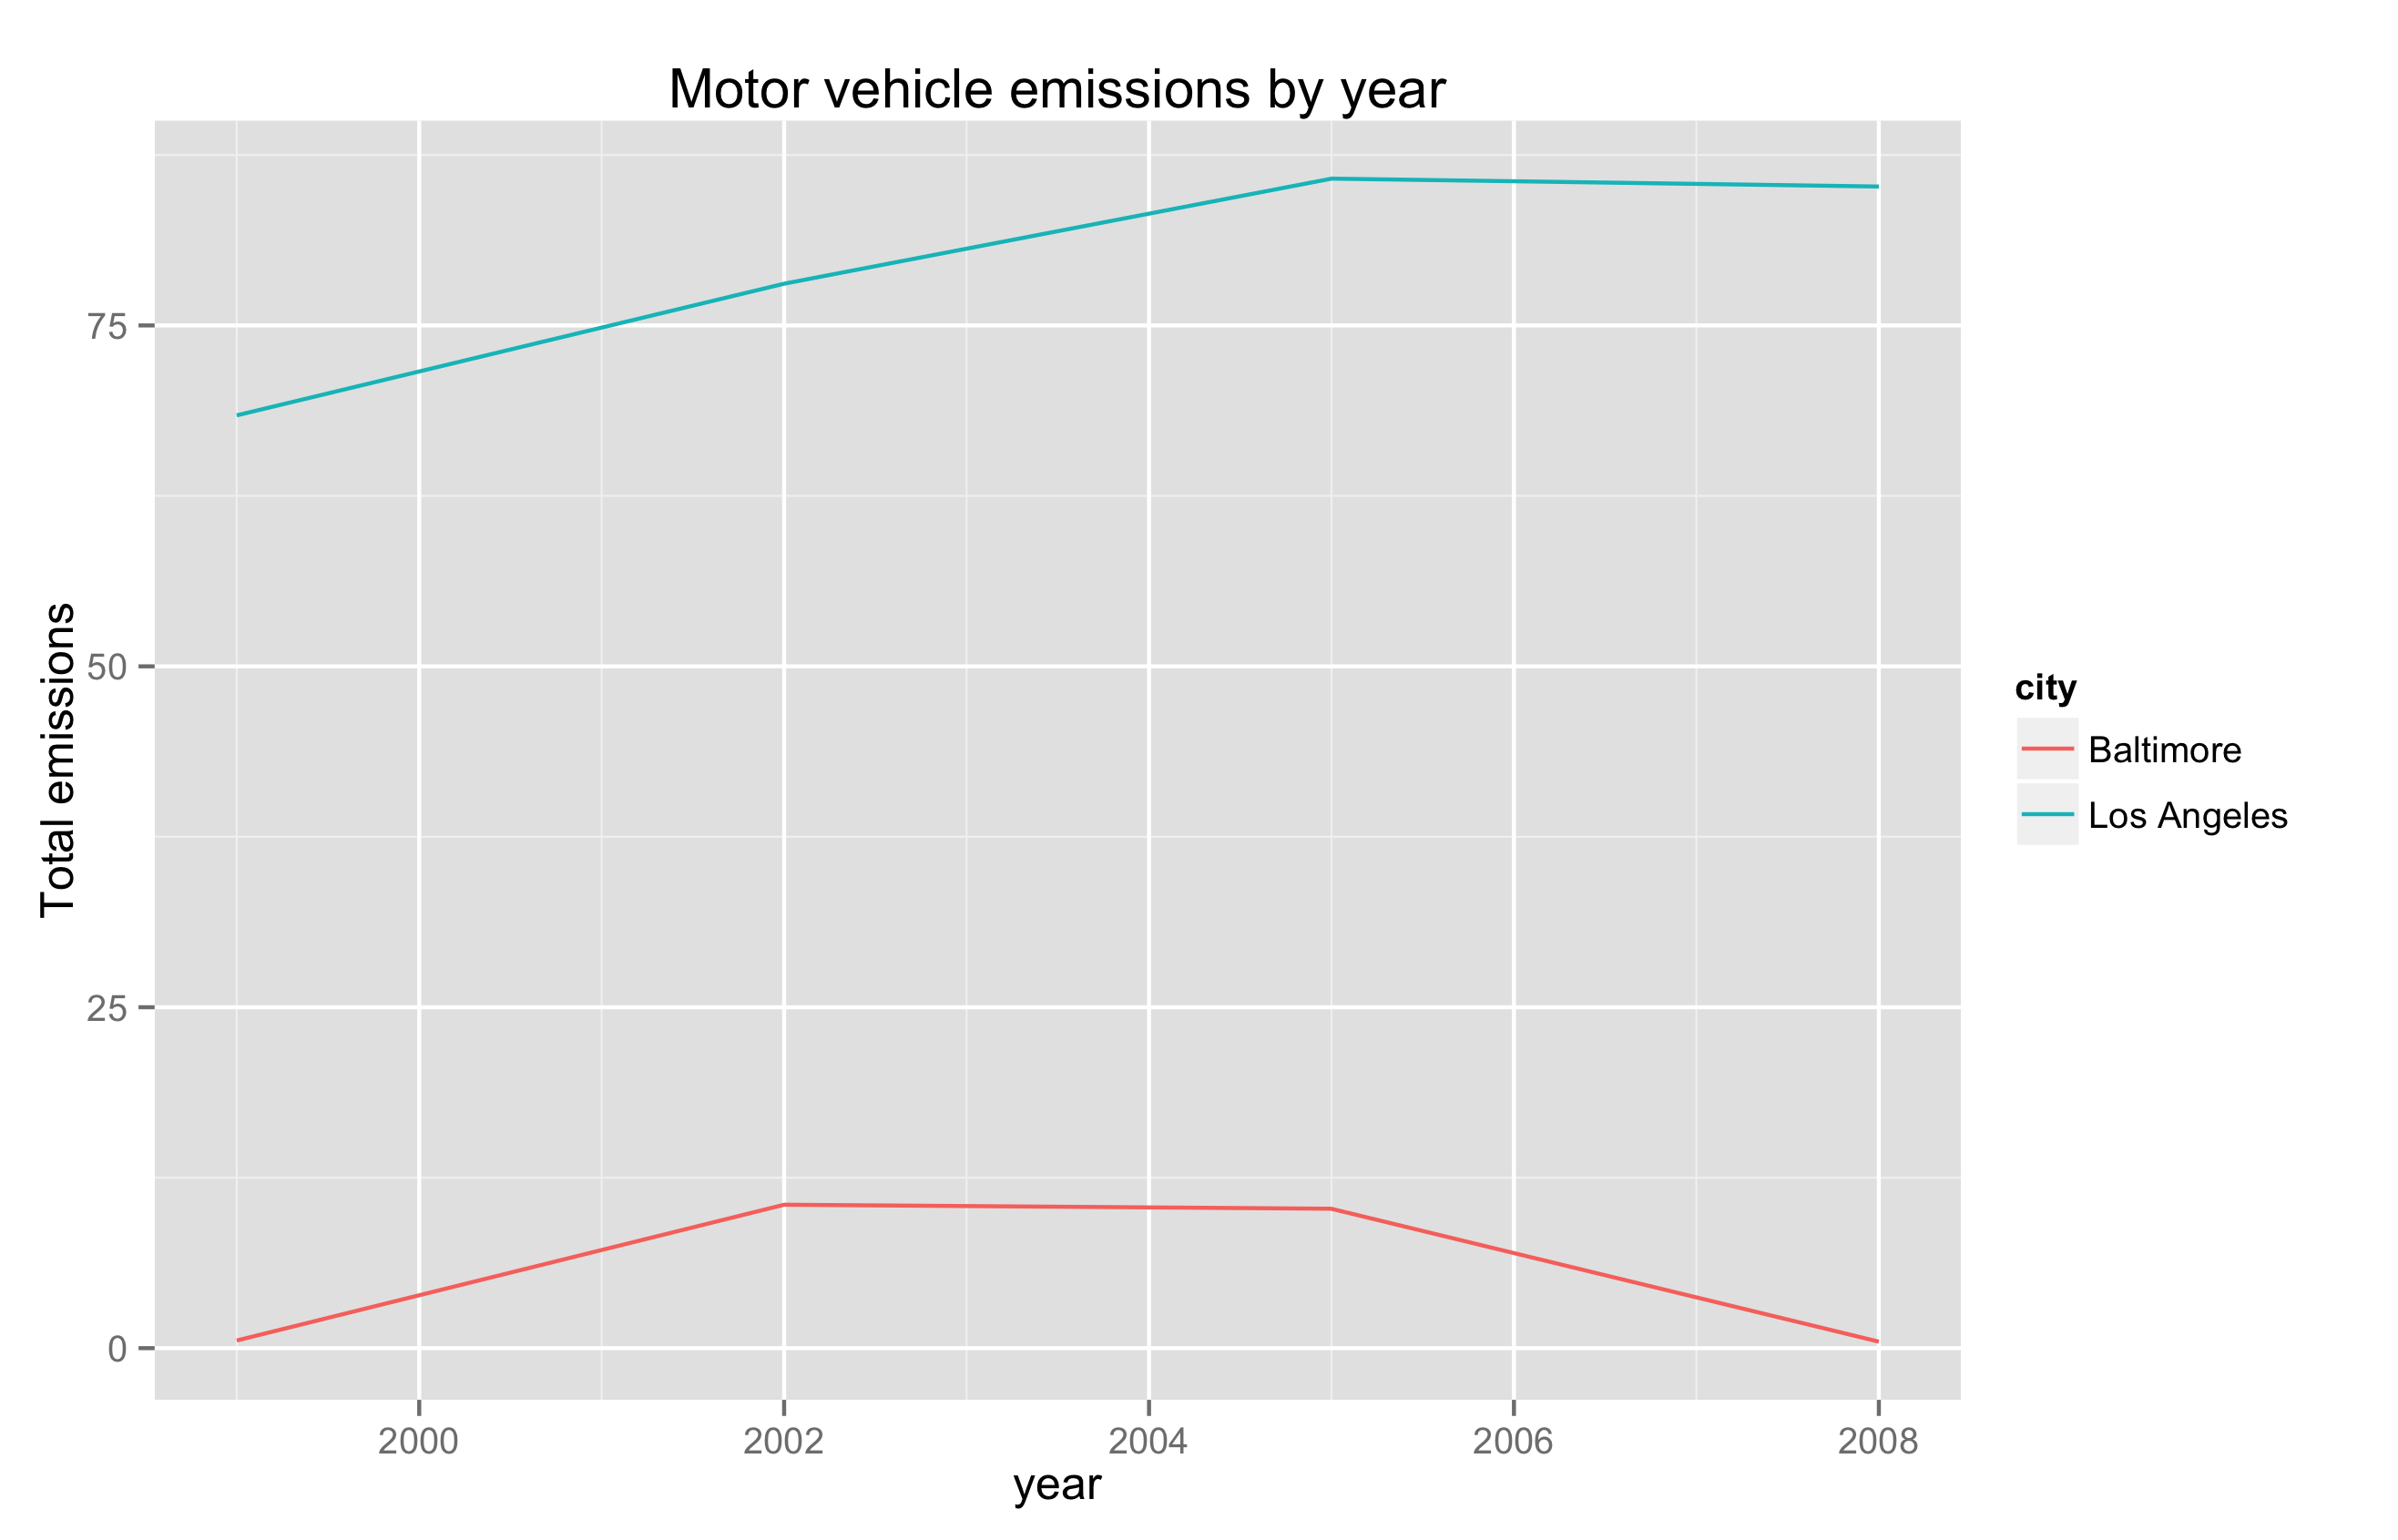 Motor vehicle emissions by year
Total emissions
75
50
25
0
2000 2002 2004 2006 2008
year
city
Baltimore
Los Angeles